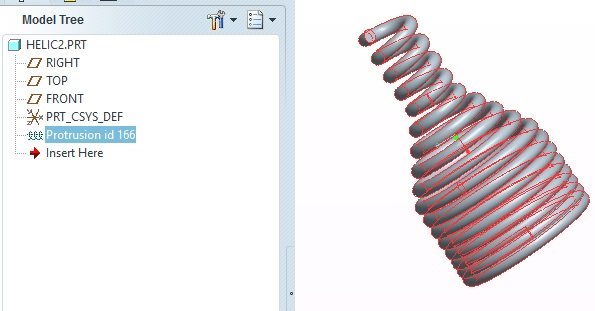 Model Tree
HELIC2.PRT
RIGHT
TOP
FRONT
PRT_CSYS_DEF
Protrusion id 166
Insert Here